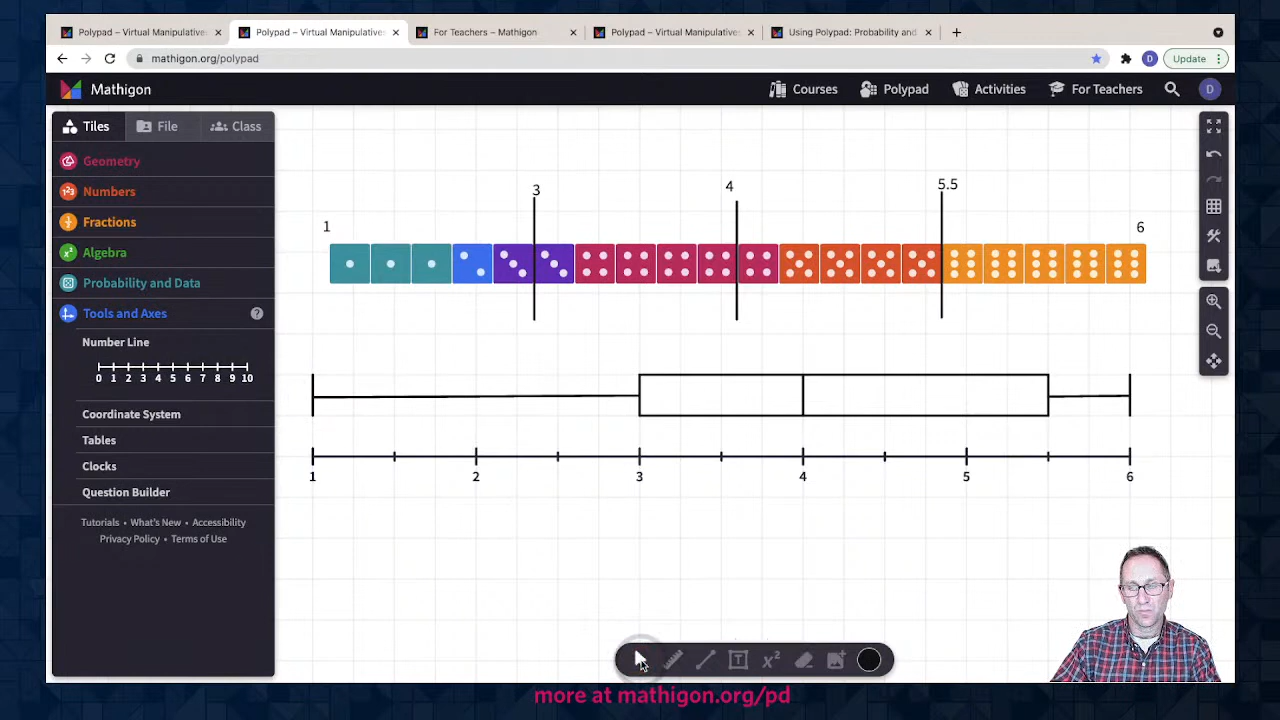 Polypad – Virtual Manipulatives
Polypad – Virtual Manipulatives
For Teachers – Mathigon
Polypad – Virtual Manipulatives
Using Polypad: Probability and
mathigon.org/polypad
D
Update
Mathigon
Courses
Polypad
Activities
For Teachers
D
Tiles
File
Class
Geometry
Numbers
Fractions
Algebra
Probability and Data
Tools and Axes
?
Number Line
0 1 2 3 4 5 6 7 8 9 10
Coordinate System
Tables
Clocks
Question Builder
Tutorials • What's New • Accessibility
Privacy Policy • Terms of Use
1
3
4
5.5
6
1 2 3 4 5 6
T
x²
more at mathigon.org/pd